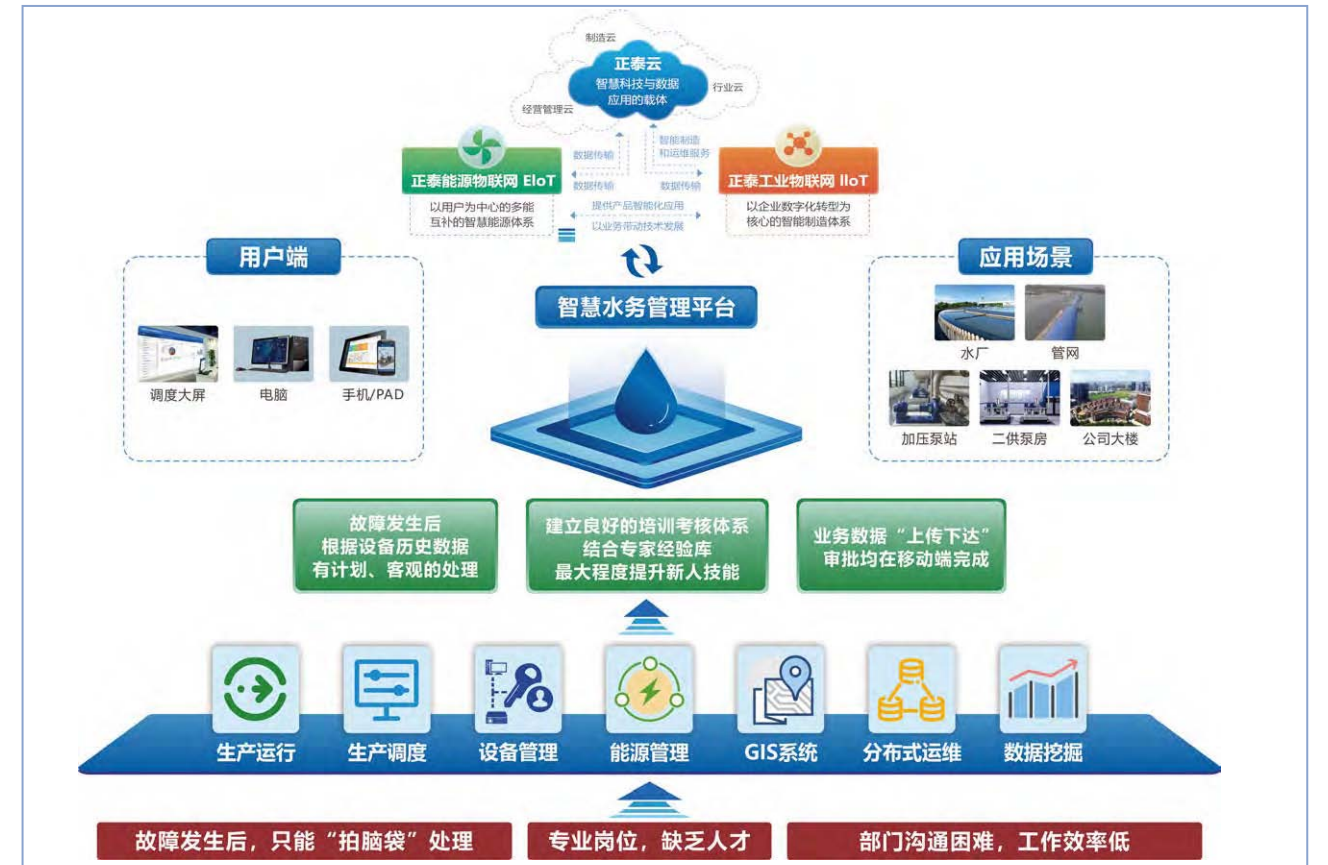 制造云
正泰云
智慧科技与数据
应用的载体
行业云
经营管理云
数据传输
智能制造
和运维服务
正泰能源物联网 EIoT
数据传输
数据传输
正泰工业物联网 IIoT
以用户为中心的多能
互补的智慧能源体系
提供产品智能化应用
以业务带动技术发展
以企业数字化转型为
核心的智能制造体系
用户端
调度大屏
电脑
手机/PAD
智慧水务管理平台
应用场景
水厂
管网
加压泵站
二供泵房
公司大楼
故障发生后
根据设备历史数据
有计划、客观的处理
建立良好的培训考核体系
结合专家经验库
最大程度提升新人技能
业务数据“上传下达”
审批均在移动端完成
生产运行
生产调度
设备管理
能源管理
GIS系统
分布式运维
数据挖掘
故障发生后，只能“拍脑袋”处理
专业岗位，缺乏人才
部门沟通困难，工作效率低